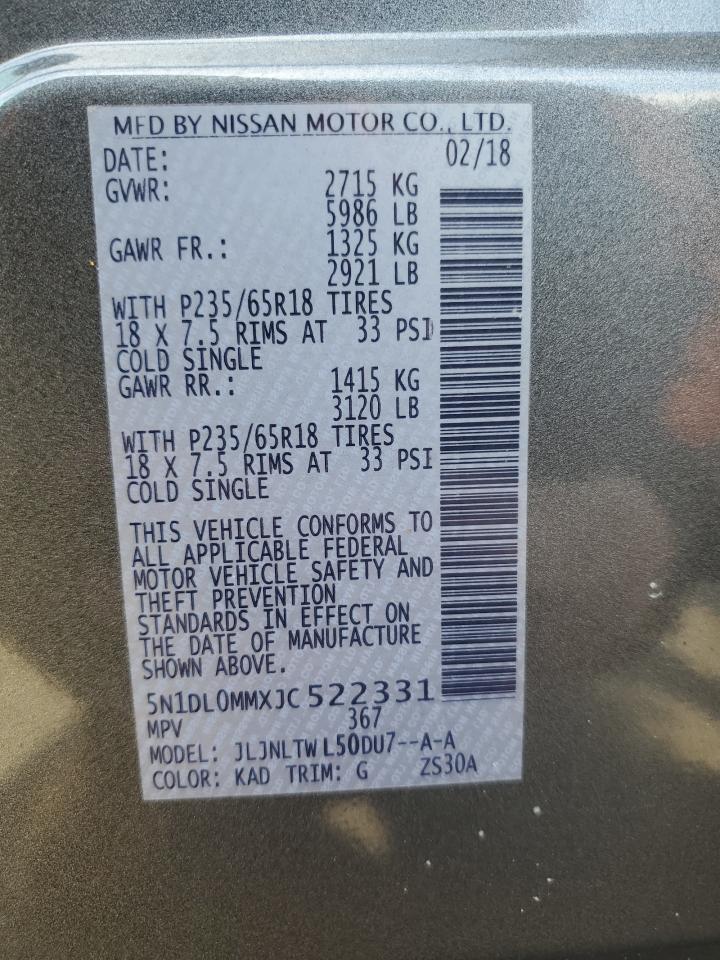 MFD BY NISSAN MOTOR CO., LTD.
DATE: 02/18
GVWR: 2715 KG
5986 LB
GAWR FR.: 1325 KG
2921 LB
WITH P235/65R18 TIRES
18 X 7.5 RIMS AT 33 PSI
COLD SINGLE
GAWR RR.: 1415 KG
3120 LB
WITH P235/65R18 TIRES
18 X 7.5 RIMS AT 33 PSI
COLD SINGLE
THIS VEHICLE CONFORMS TO
ALL APPLICABLE FEDERAL
MOTOR VEHICLE SAFETY AND
THEFT PREVENTION
STANDARDS IN EFFECT ON
THE DATE OF MANUFACTURE
SHOWN ABOVE.
5N1DL0MMXJC 522331
MPV 367
MODEL: JLJNLTW L50DU7--A-A
COLOR: KAD TRIM: G ZS30A